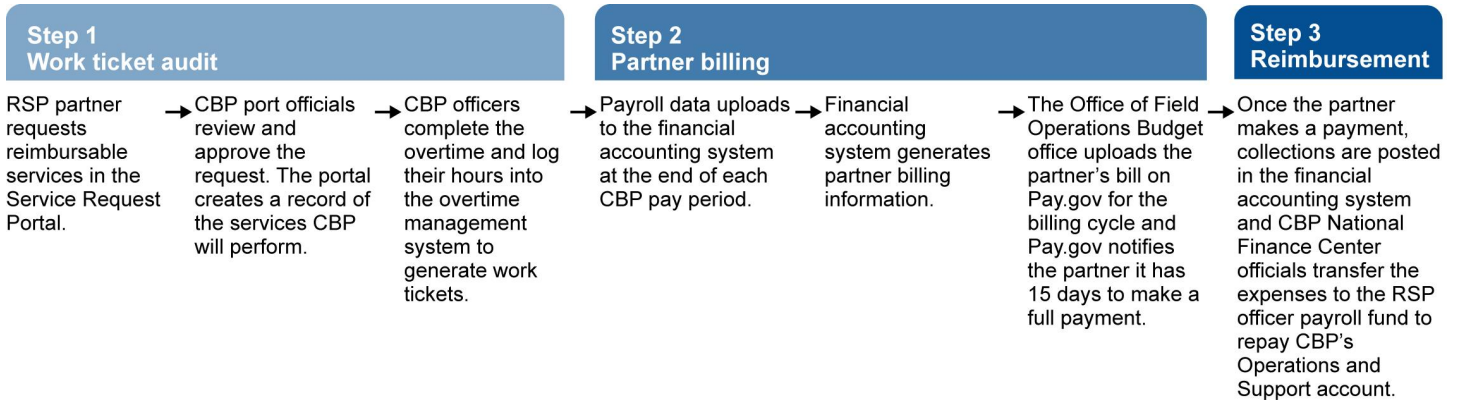 Step 1
Work ticket audit
RSP partner
requests
reimbursable
services in the
Service Request
Portal.
CBP port officials
review and
approve the
request. The portal
creates a record of
the services CBP
will perform.
CBP officers
complete the
overtime and log
their hours into
the overtime
management
system to
generate work
tickets.
Step 2
Partner billing
Payroll data uploads
to the financial
accounting system
at the end of each
CBP pay period.
Financial
accounting
system generates
partner billing
information.
The Office of Field
Operations Budget
office uploads the
partner’s bill on
Pay.gov for the
billing cycle and
Pay.gov notifies
the partner it has
15 days to make a
full payment.
Step 3
Reimbursement
Once the partner
makes a payment,
collections are posted
in the financial
accounting system
and CBP National
Finance Center
officials transfer the
expenses to the RSP
officer payroll fund to
repay CBP’s
Operations and
Support account.